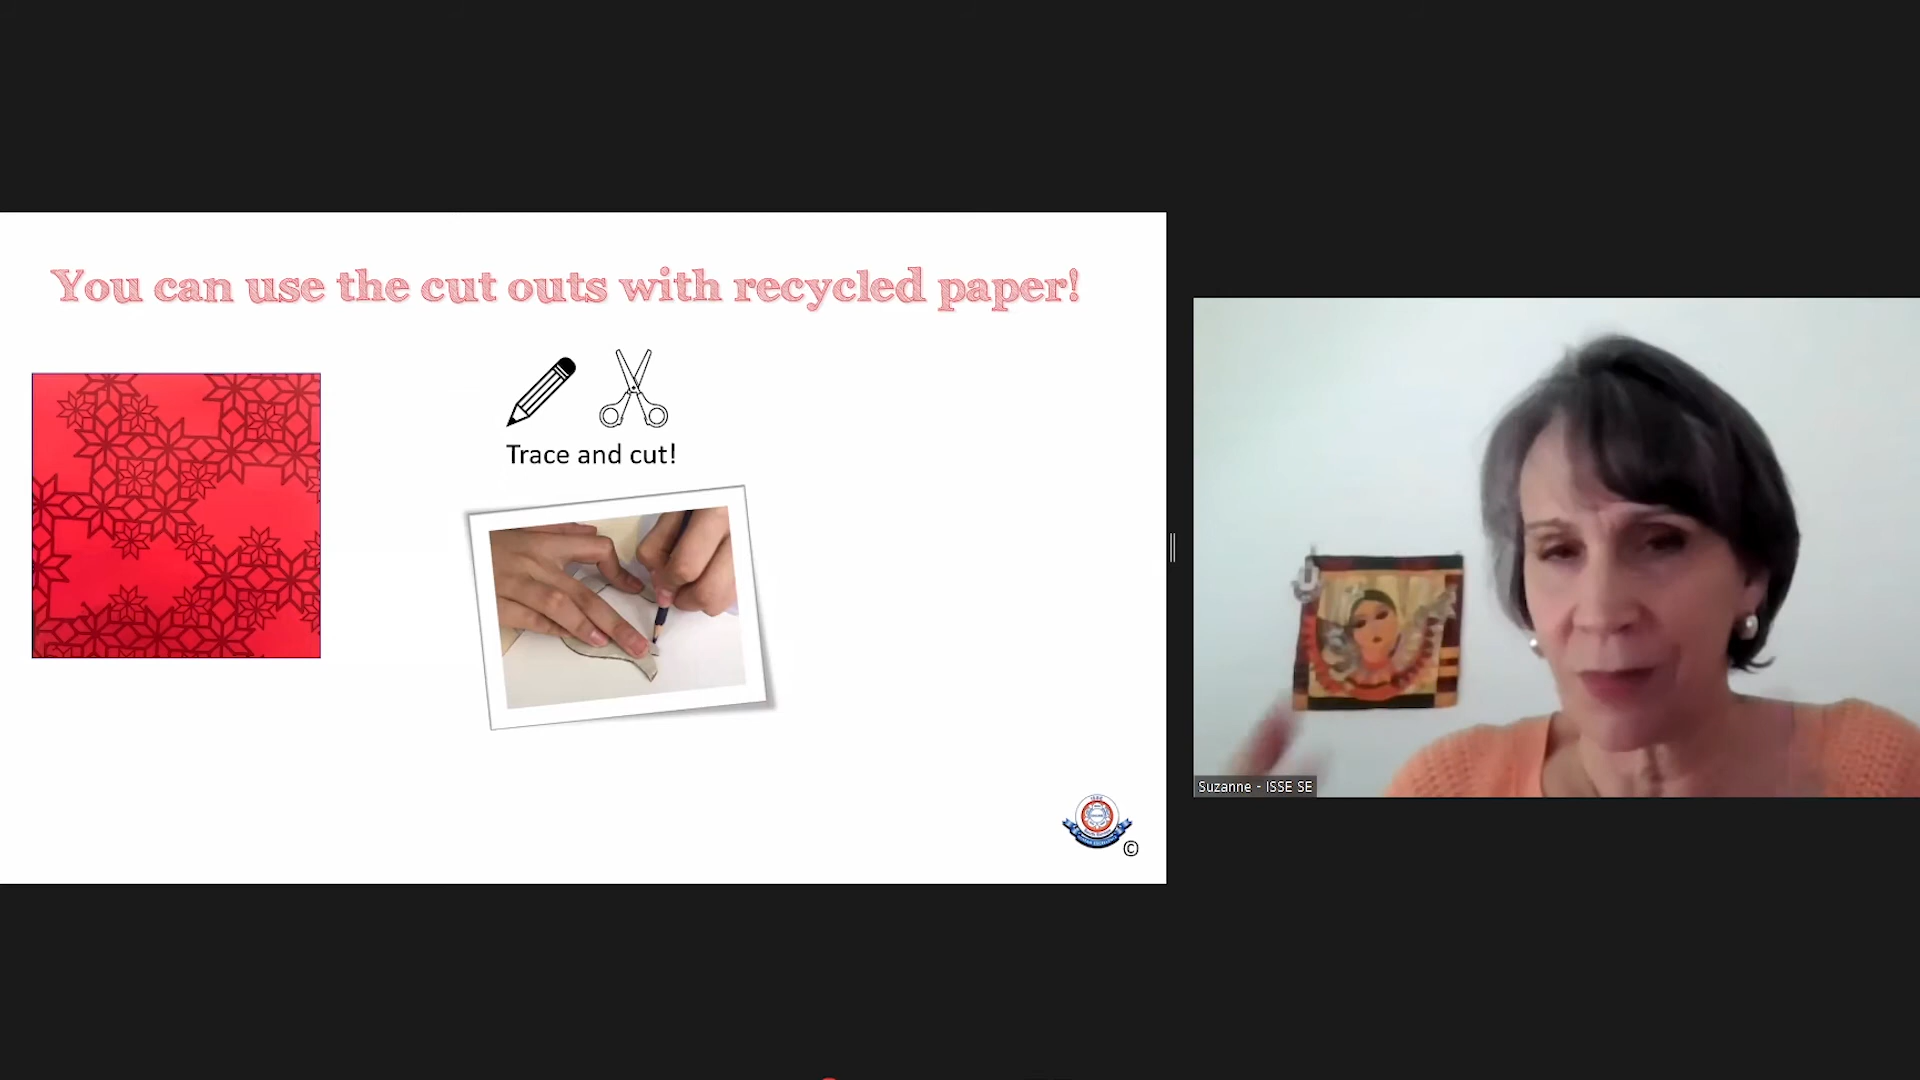 You can use the cut outs with recycled paper!
Trace and cut!
©
Suzanne - ISSE SE